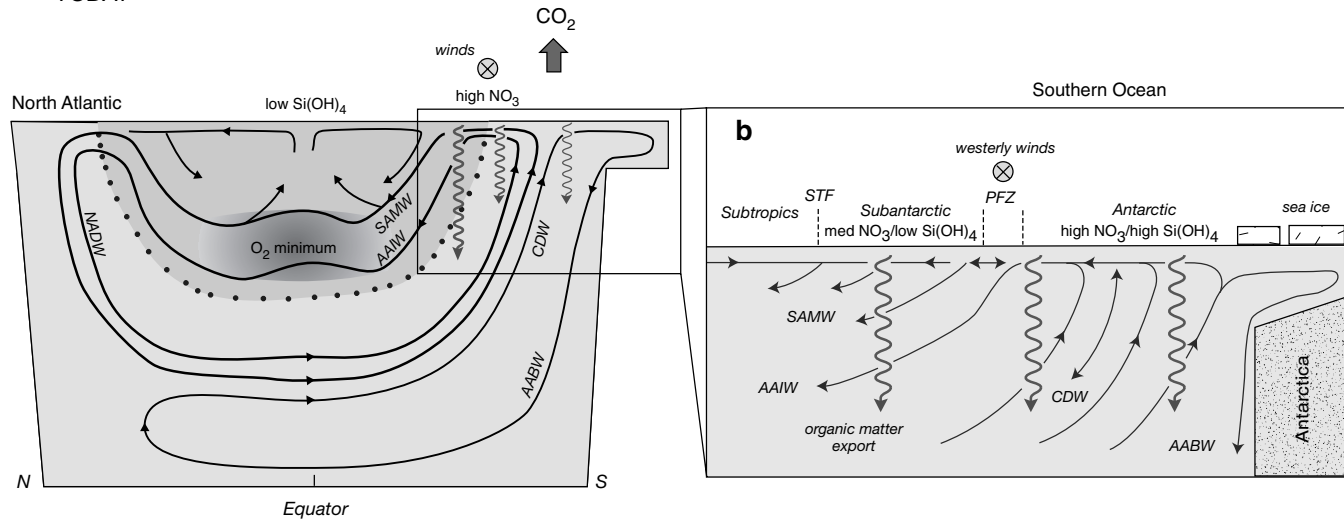 CO2
winds
North Atlantic
low Si(OH)4
high NO3
NADW
SAMW
AAIW
O2 minimum
CDW
AABW
N
S
Equator
Southern Ocean
b
westerly winds
STF
PFZ
Subtropics
Subantarctic
Antarctic
sea ice
med NO3/low Si(OH)4
high NO3/high Si(OH)4
SAMW
AAIW
CDW
organic matter
export
AABW
Antarctica